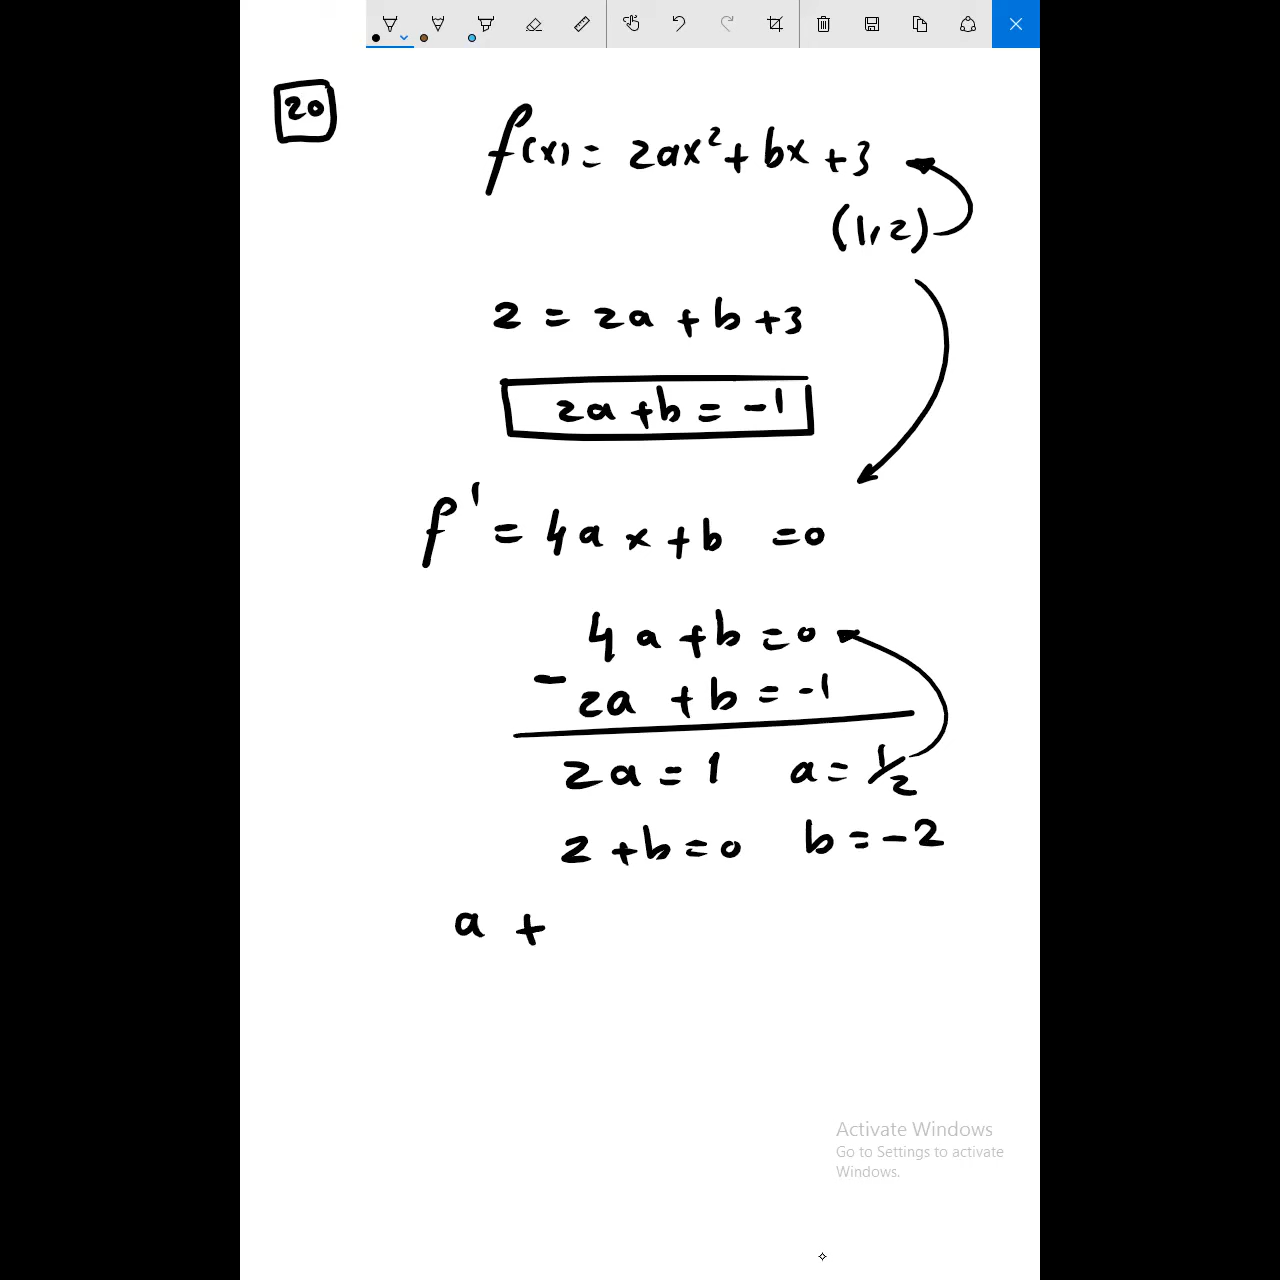 20
f(x) = 2ax² + bx + 3
(1, 2)
2 = 2a + b + 3
2a + b = -1
f' = 4ax + b = 0
4a + b = 0
- 2a + b = -1
2a = 1 a = 1/2
2 + b = 0 b = -2
a +
Activate Windows
Go to Settings to activate
Windows.